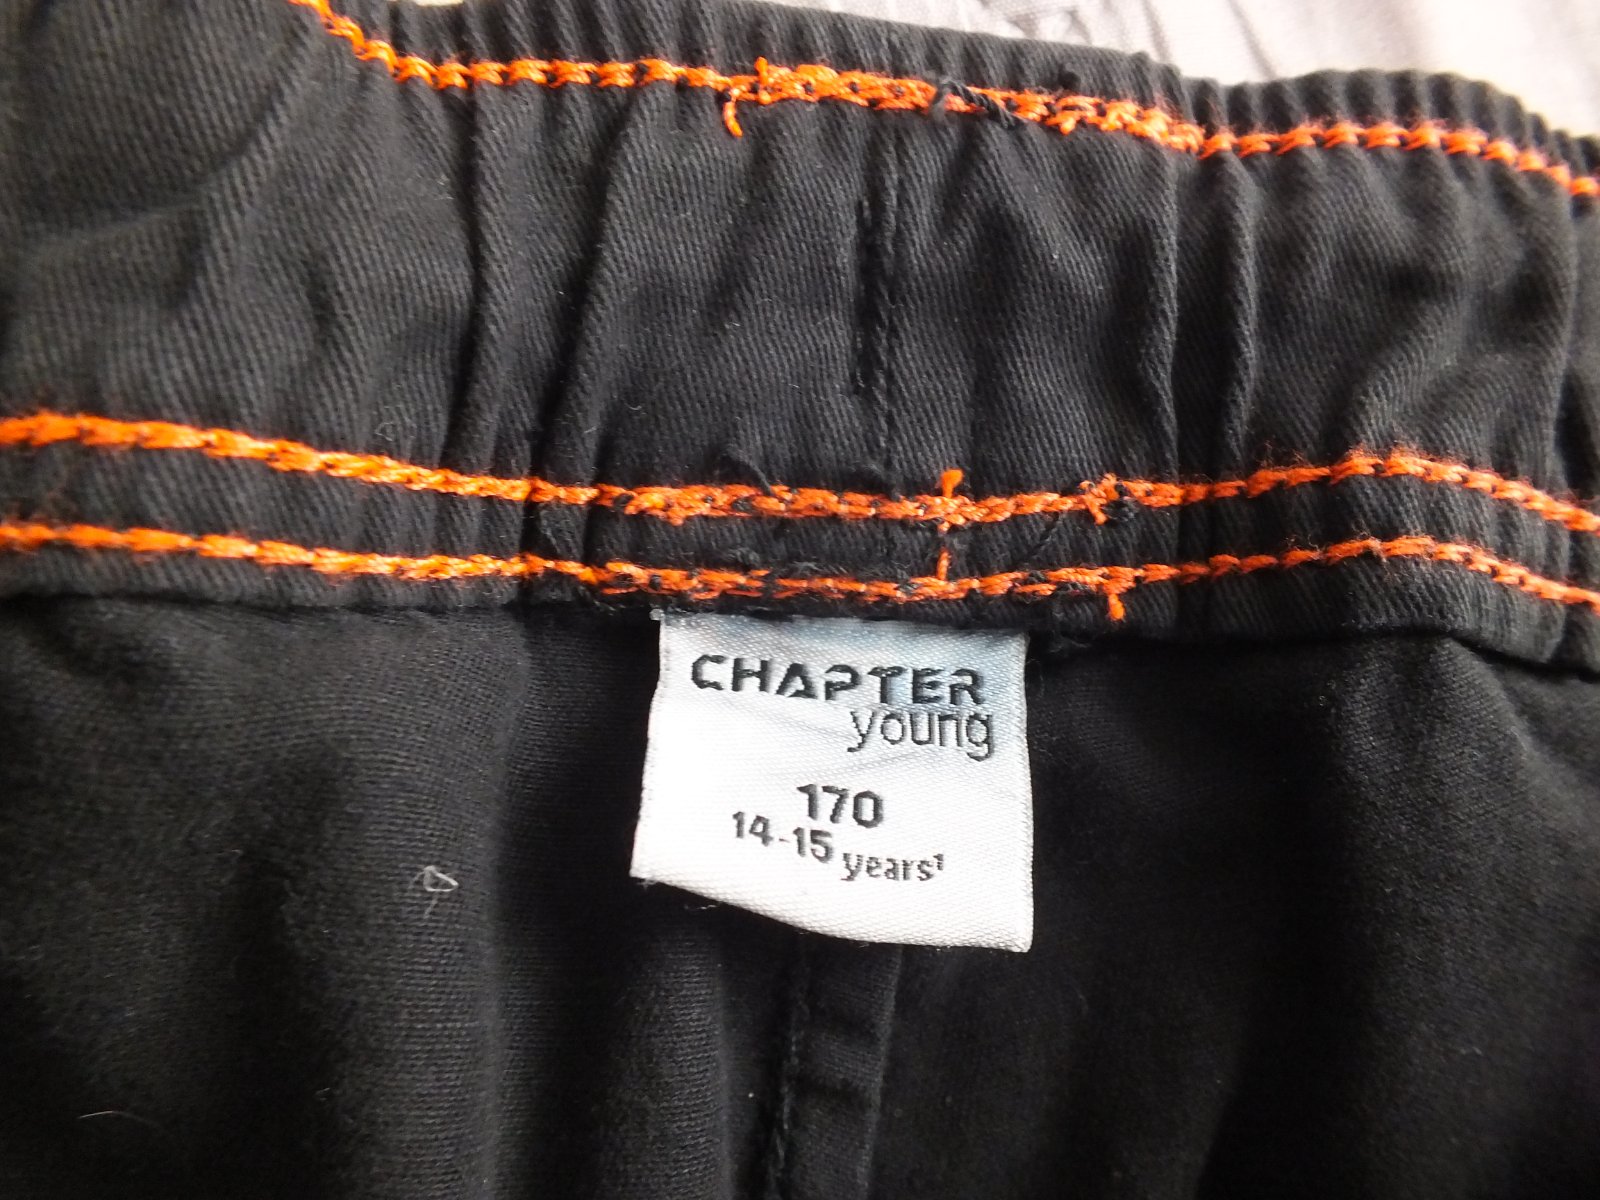 CHAPTER
young
170
14-15 years¹